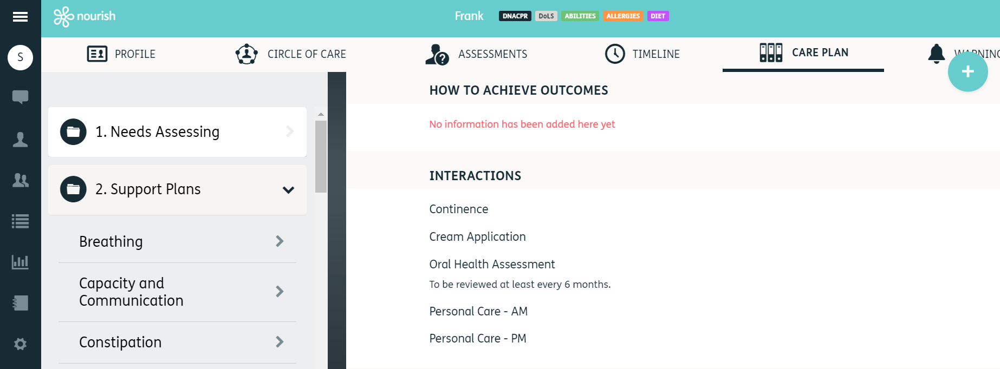 nourish
Frank DNACPR DoLS ABILITIES ALLERGIES DIET
S
PROFILE CIRCLE OF CARE ASSESSMENTS TIMELINE CARE PLAN
1. Needs Assessing
2. Support Plans
Breathing
Capacity and
Communication
Constipation
HOW TO ACHIEVE OUTCOMES
No information has been added here yet
INTERACTIONS
Continence
Cream Application
Oral Health Assessment
To be reviewed at least every 6 months.
Personal Care - AM
Personal Care - PM